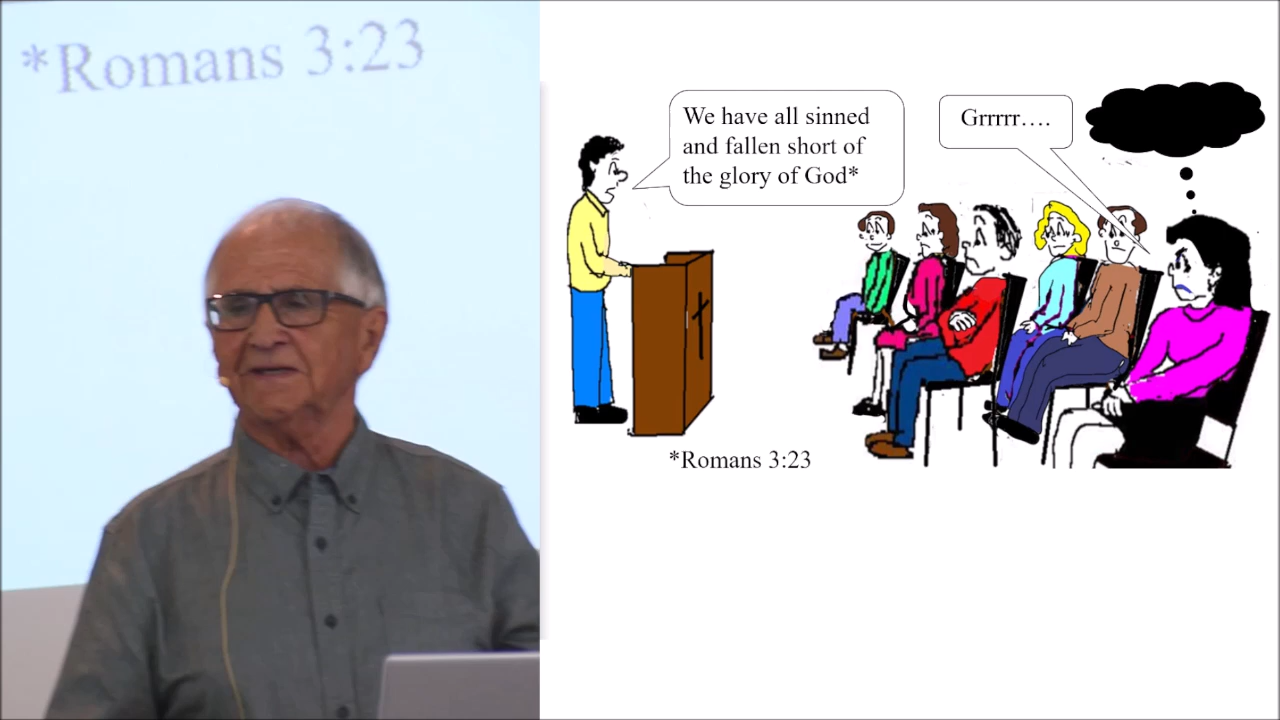 *Romans 3:23
We have all sinned
and fallen short of
the glory of God*
Grrrrr….
*Romans 3:23